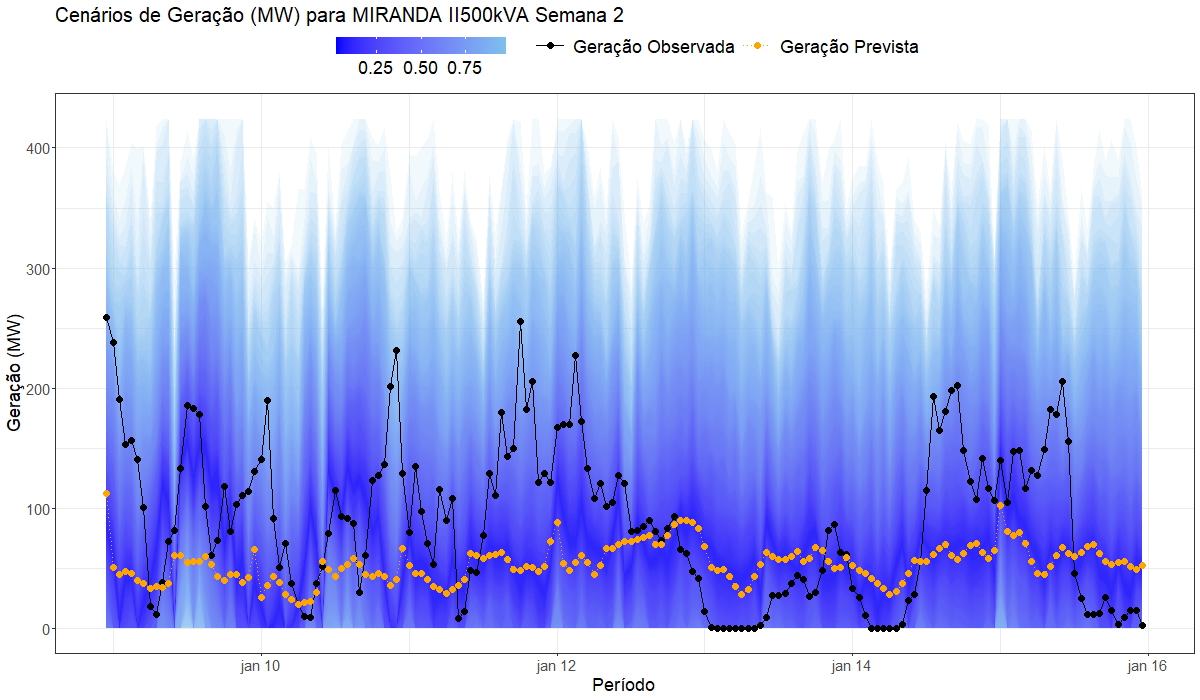 Cenários de Geração (MW) para MIRANDA II500kVA Semana 2
0.25 0.50 0.75
Geração Observada
Geração Prevista
Geração (MW)
400
300
200
100
0
jan 10
jan 12
jan 14
jan 16
Período